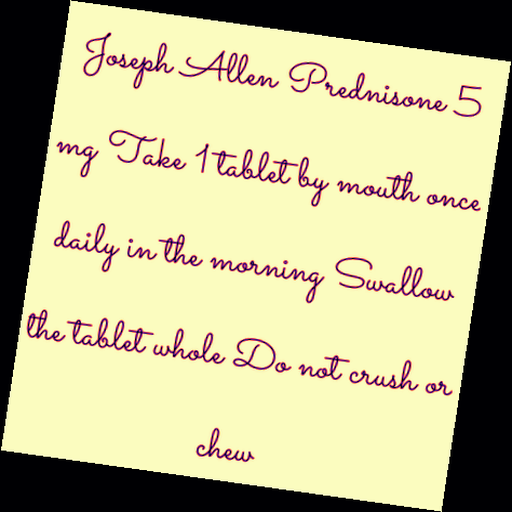 Joseph Allen Prednisone 5
mg Take 1 tablet by mouth once
daily in the morning Swallow
the tablet whole Do not crush or
chew